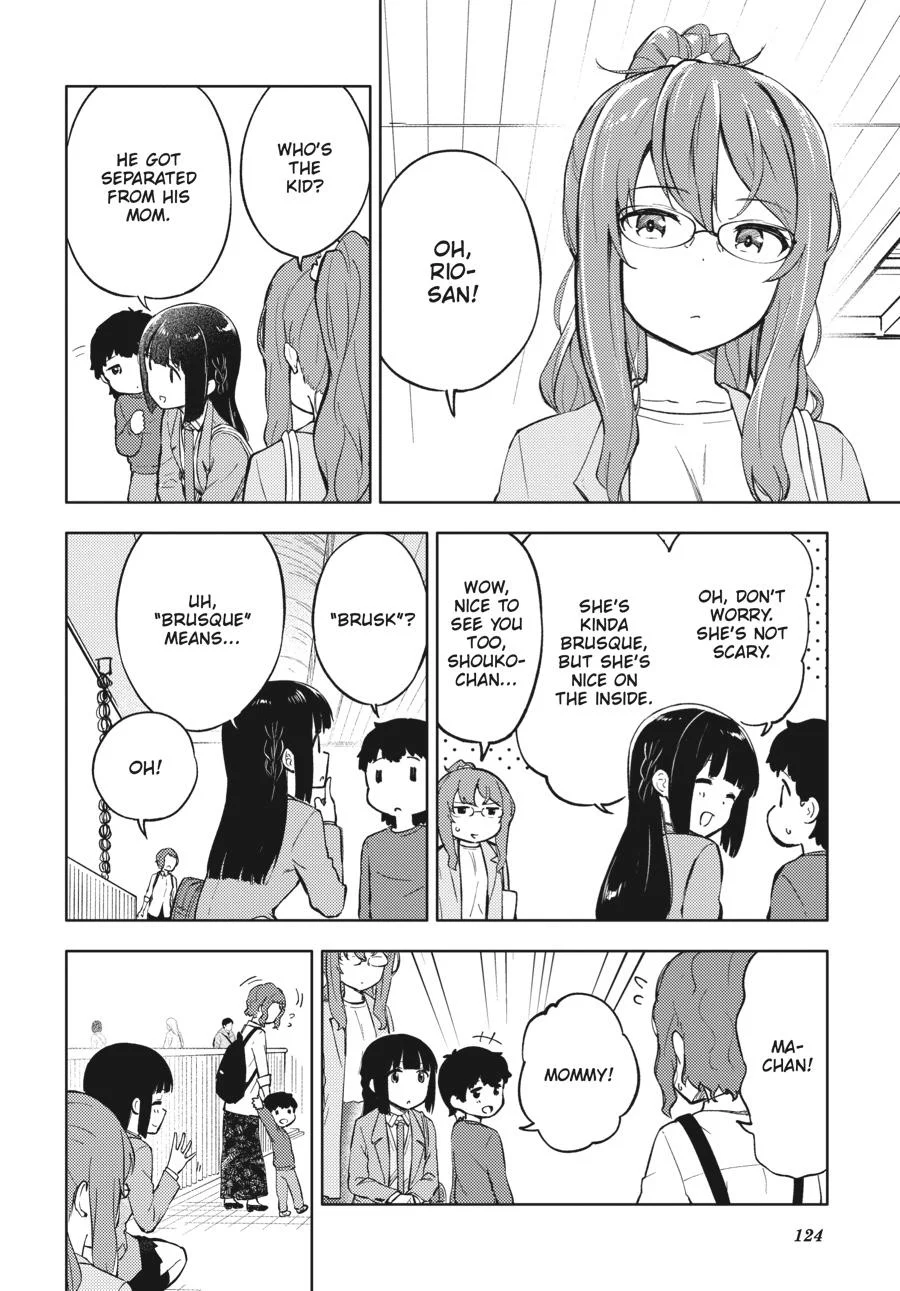 OH,
RIO-
SAN!
WHO'S
THE
KID?
HE GOT
SEPARATED
FROM HIS
MOM.
OH, DON'T
WORRY.
SHE'S NOT
SCARY.
SHE'S
KINDA
BRUSQUE,
BUT SHE'S
NICE ON
THE INSIDE.
WOW,
NICE TO
SEE YOU
TOO,
SHOUKO-
CHAN...
"BRUSK"?
UH,
"BRUSQUE"
MEANS...
OH!
MA-
CHAN!
MOMMY!
124